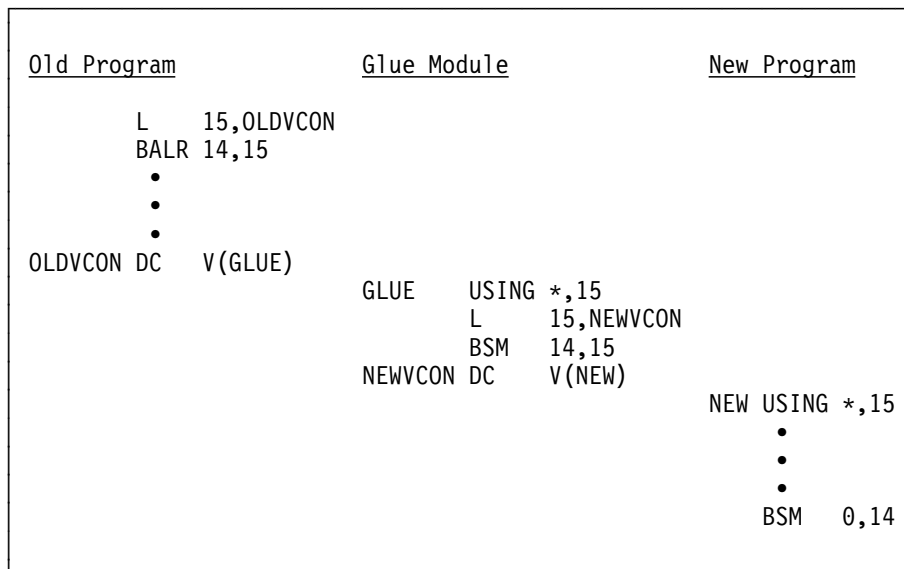 Old Program Glue Module New Program
L 15,OLDVCON
BALR 14,15
•
•
•
OLDVCON DC V(GLUE)
GLUE USING *,15
L 15,NEWVCON
BSM 14,15
NEWVCON DC V(NEW)
NEW USING *,15
•
•
•
BSM 0,14